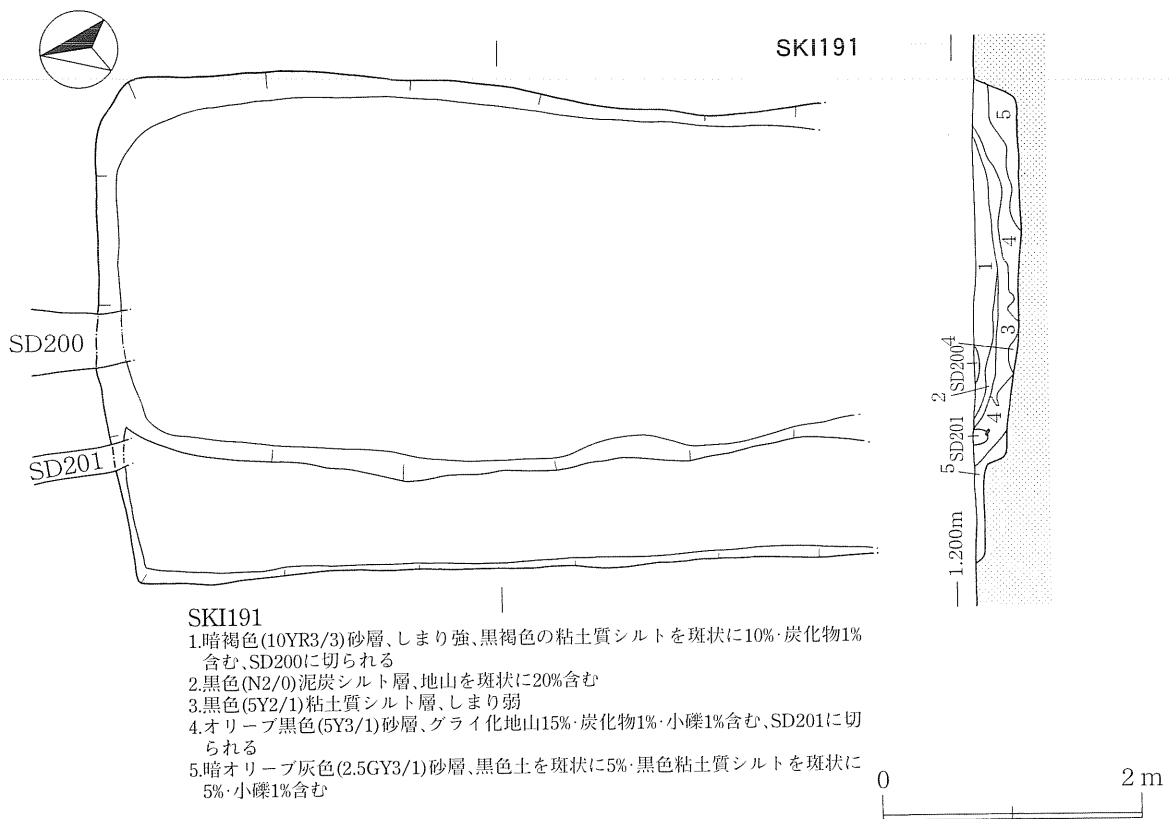 SKI191
5
4
1
3
4
SD200
2
4
SD201
5
1.200m
SD200
SD201
SKI191
1.暗褐色(10YR3/3)砂層、しまり強、黒褐色の粘土質シルトを斑状に10%·炭化物1%
含む、SD200に切られる
2.黒色(N2/0)泥炭シルト層、地山を斑状に20%含む
3.黒色(5Y2/1)粘土質シルト層、しまり弱
4.オリーブ黒色(5Y3/1)砂層、グライ化地山15%·炭化物1%·小礫1%含む、SD201に切
られる
5.暗オリーブ灰色(2.5GY3/1)砂層、黒色土を斑状に5%·黒色粘土質シルトを斑状に
5%·小礫1%含む
0 2 m